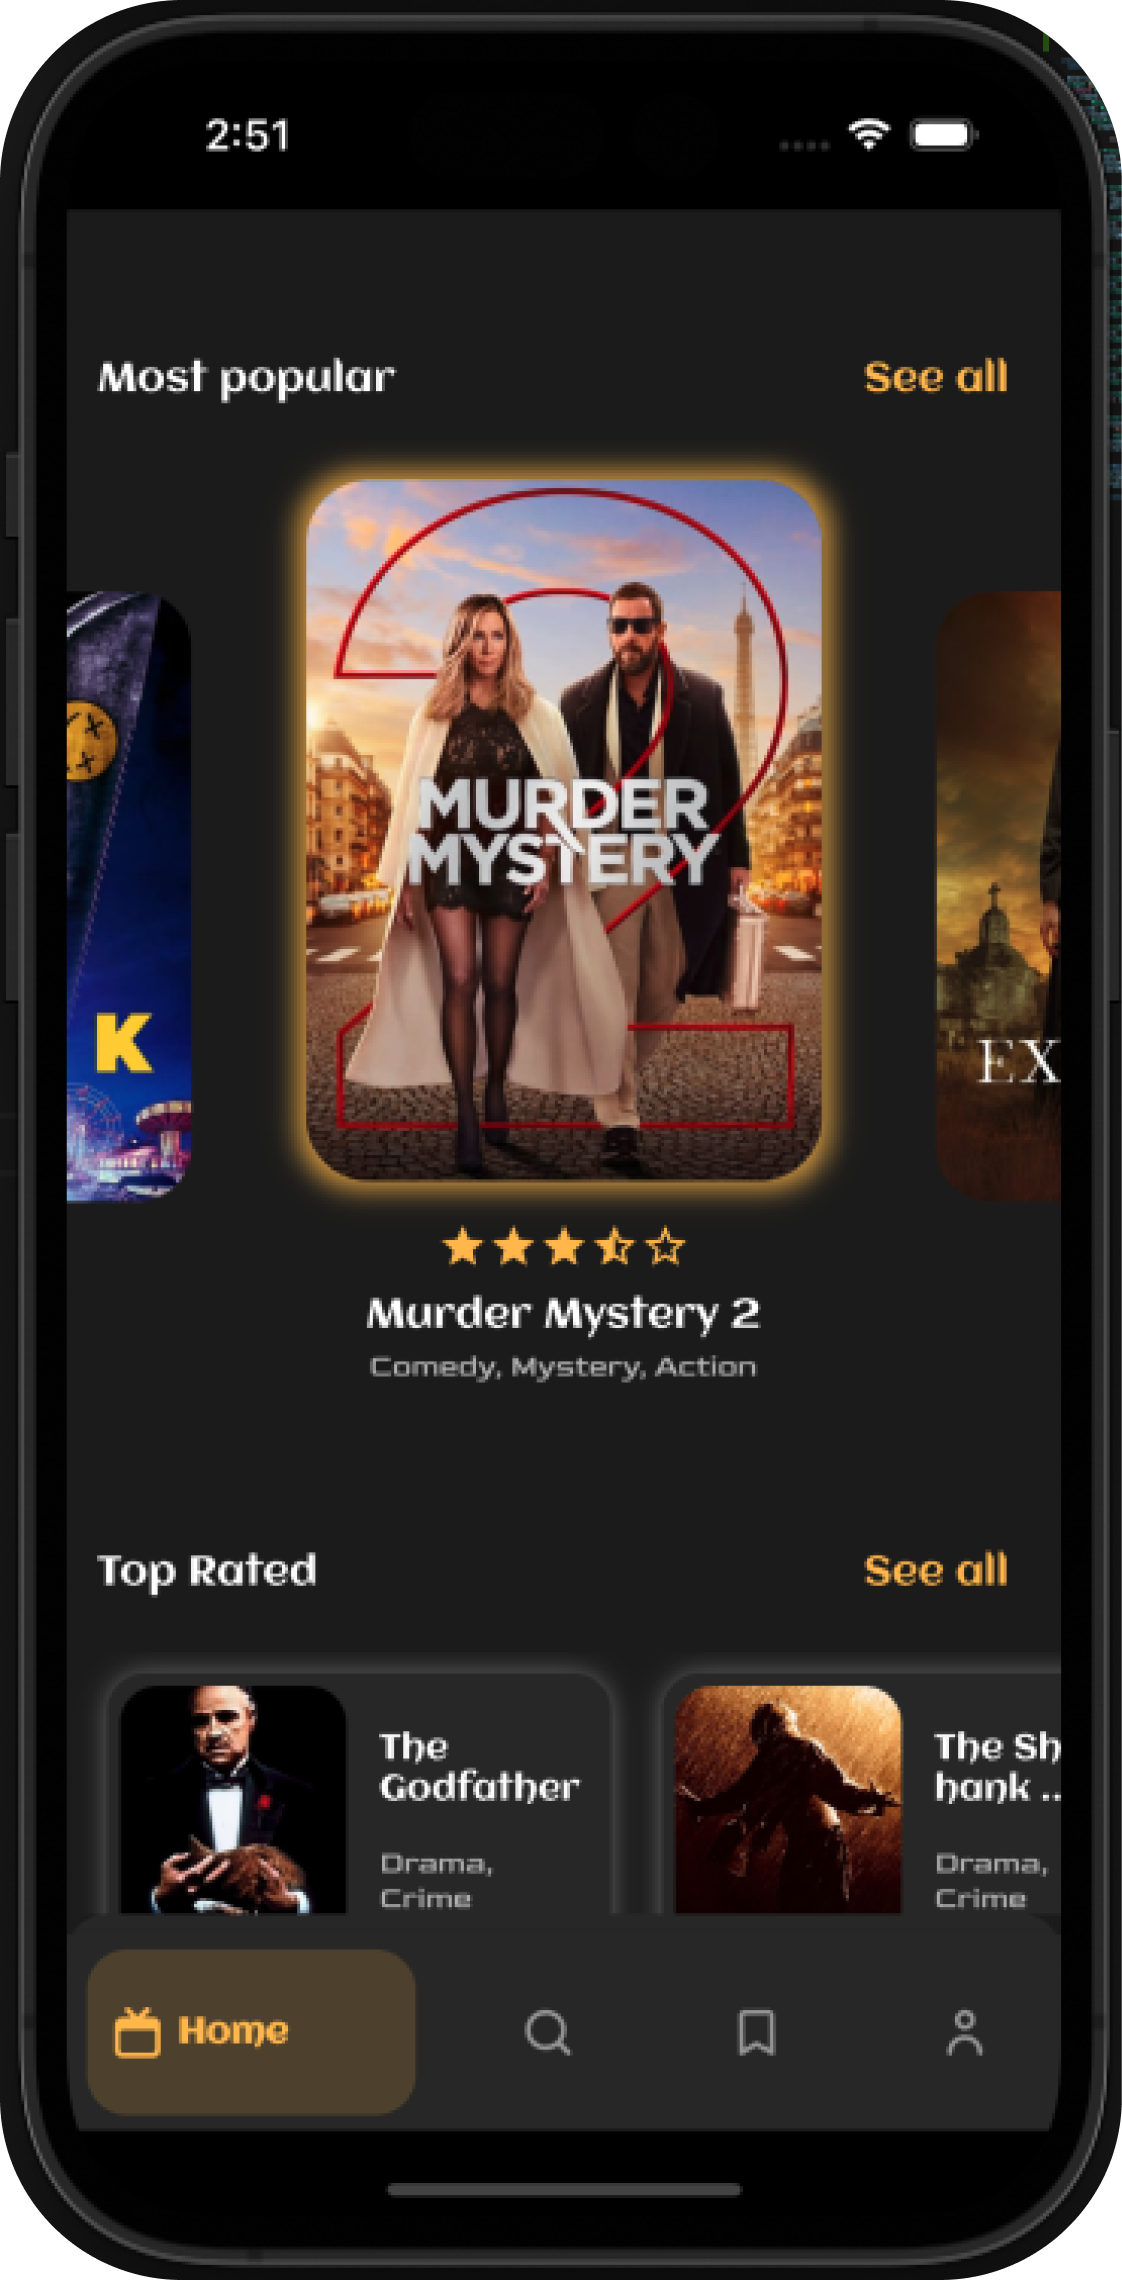 2:51
Most popular
See all
MURDER
MYSTERY
K
EX
Murder Mystery 2
Comedy, Mystery, Action
Top Rated
See all
The
Godfather
Drama,
Crime
The Sh
hank ..
Drama,
Crime
Home